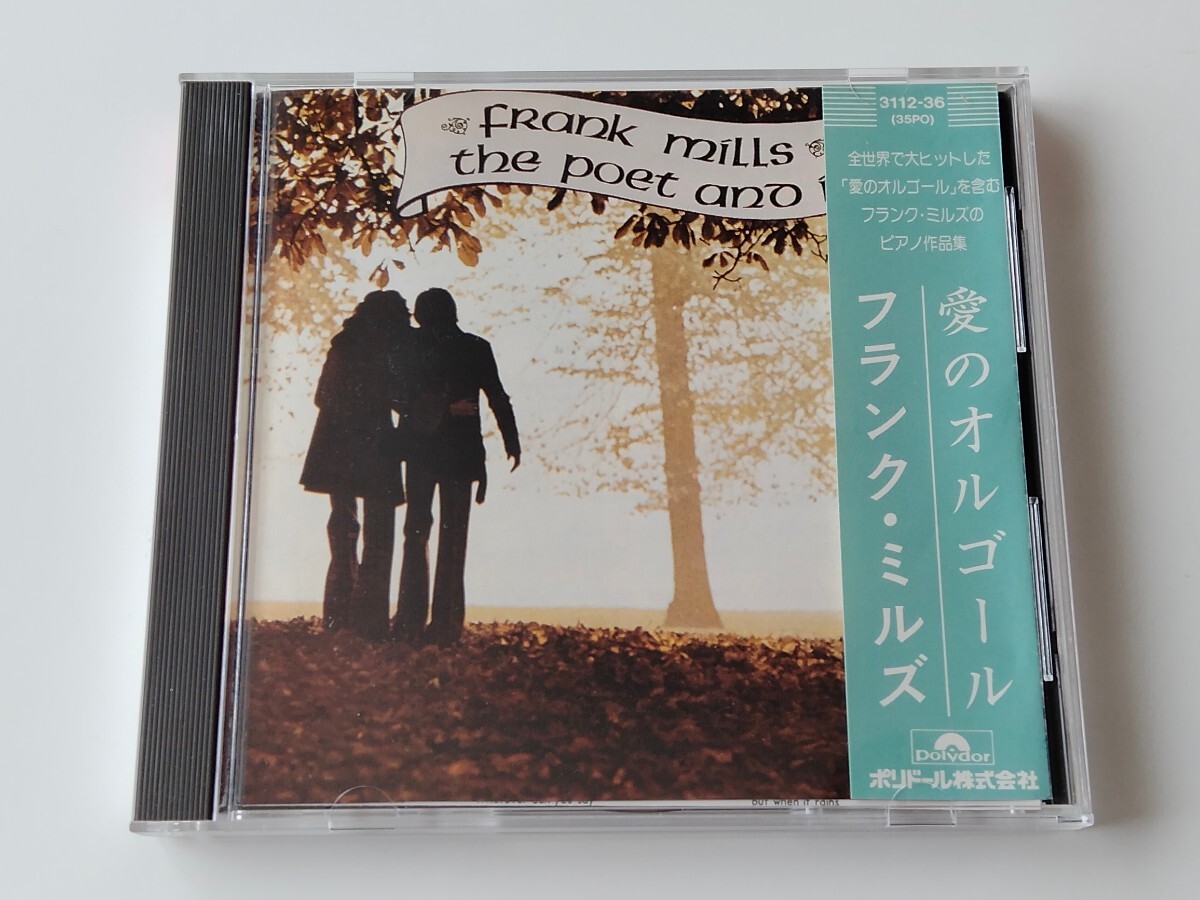 frank mills
the poet and
3112-36
(35PO)
全世界で大ヒットした
「愛のオルゴール」を含む
フランク・ミルズの
ピアノ作品集
愛のオルゴール
フランク・ミルズ
polydor
ポリドール株式会社
can you say
but when it rains